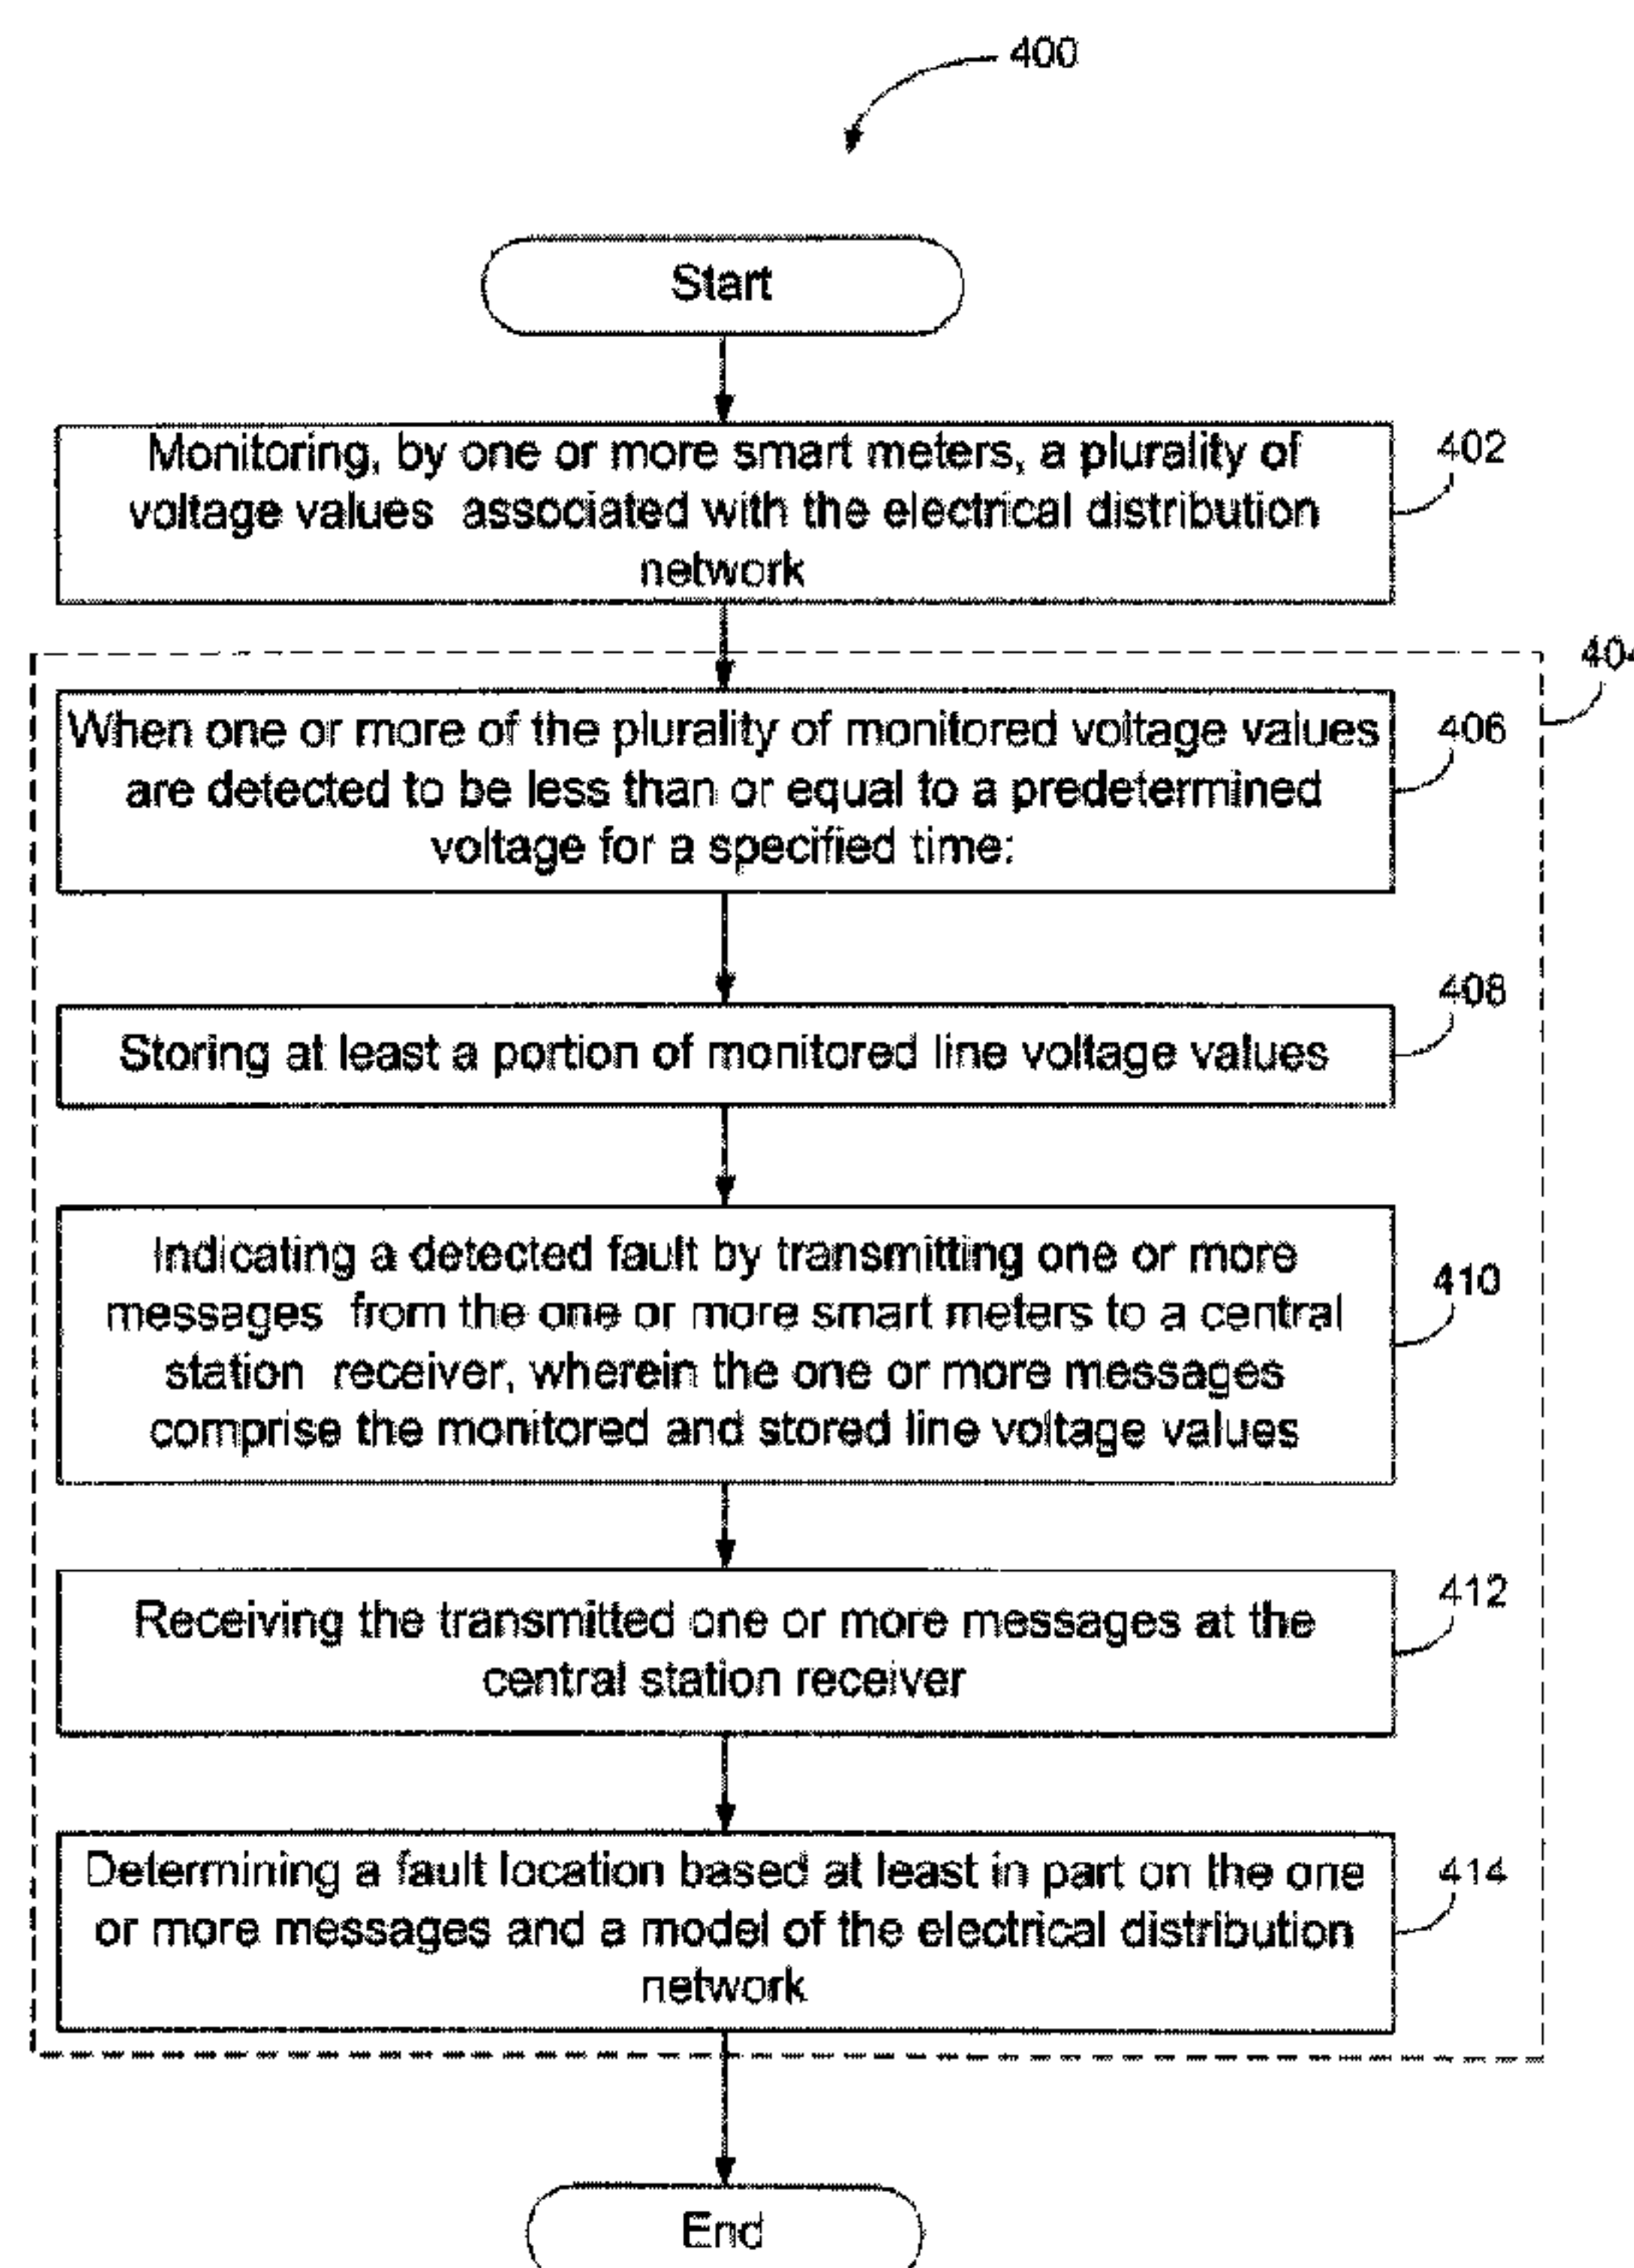 400
Start
Monitoring, by one or more smart meters, a plurality of
voltage values associated with the electrical distribution
network
402
404
When one or more of the plurality of monitored voltage values
are detected to be less than or equal to a predetermined
voltage for a specified time:
406
Storing at least a portion of monitored line voltage values
408
Indicating a detected fault by transmitting one or more
messages from the one or more smart meters to a central
station receiver, wherein the one or more messages
comprise the monitored and stored line voltage values
410
Receiving the transmitted one or more messages at the
central station receiver
412
Determining a fault location based at least in part on the one
or more messages and a model of the electrical distribution
network
414
End